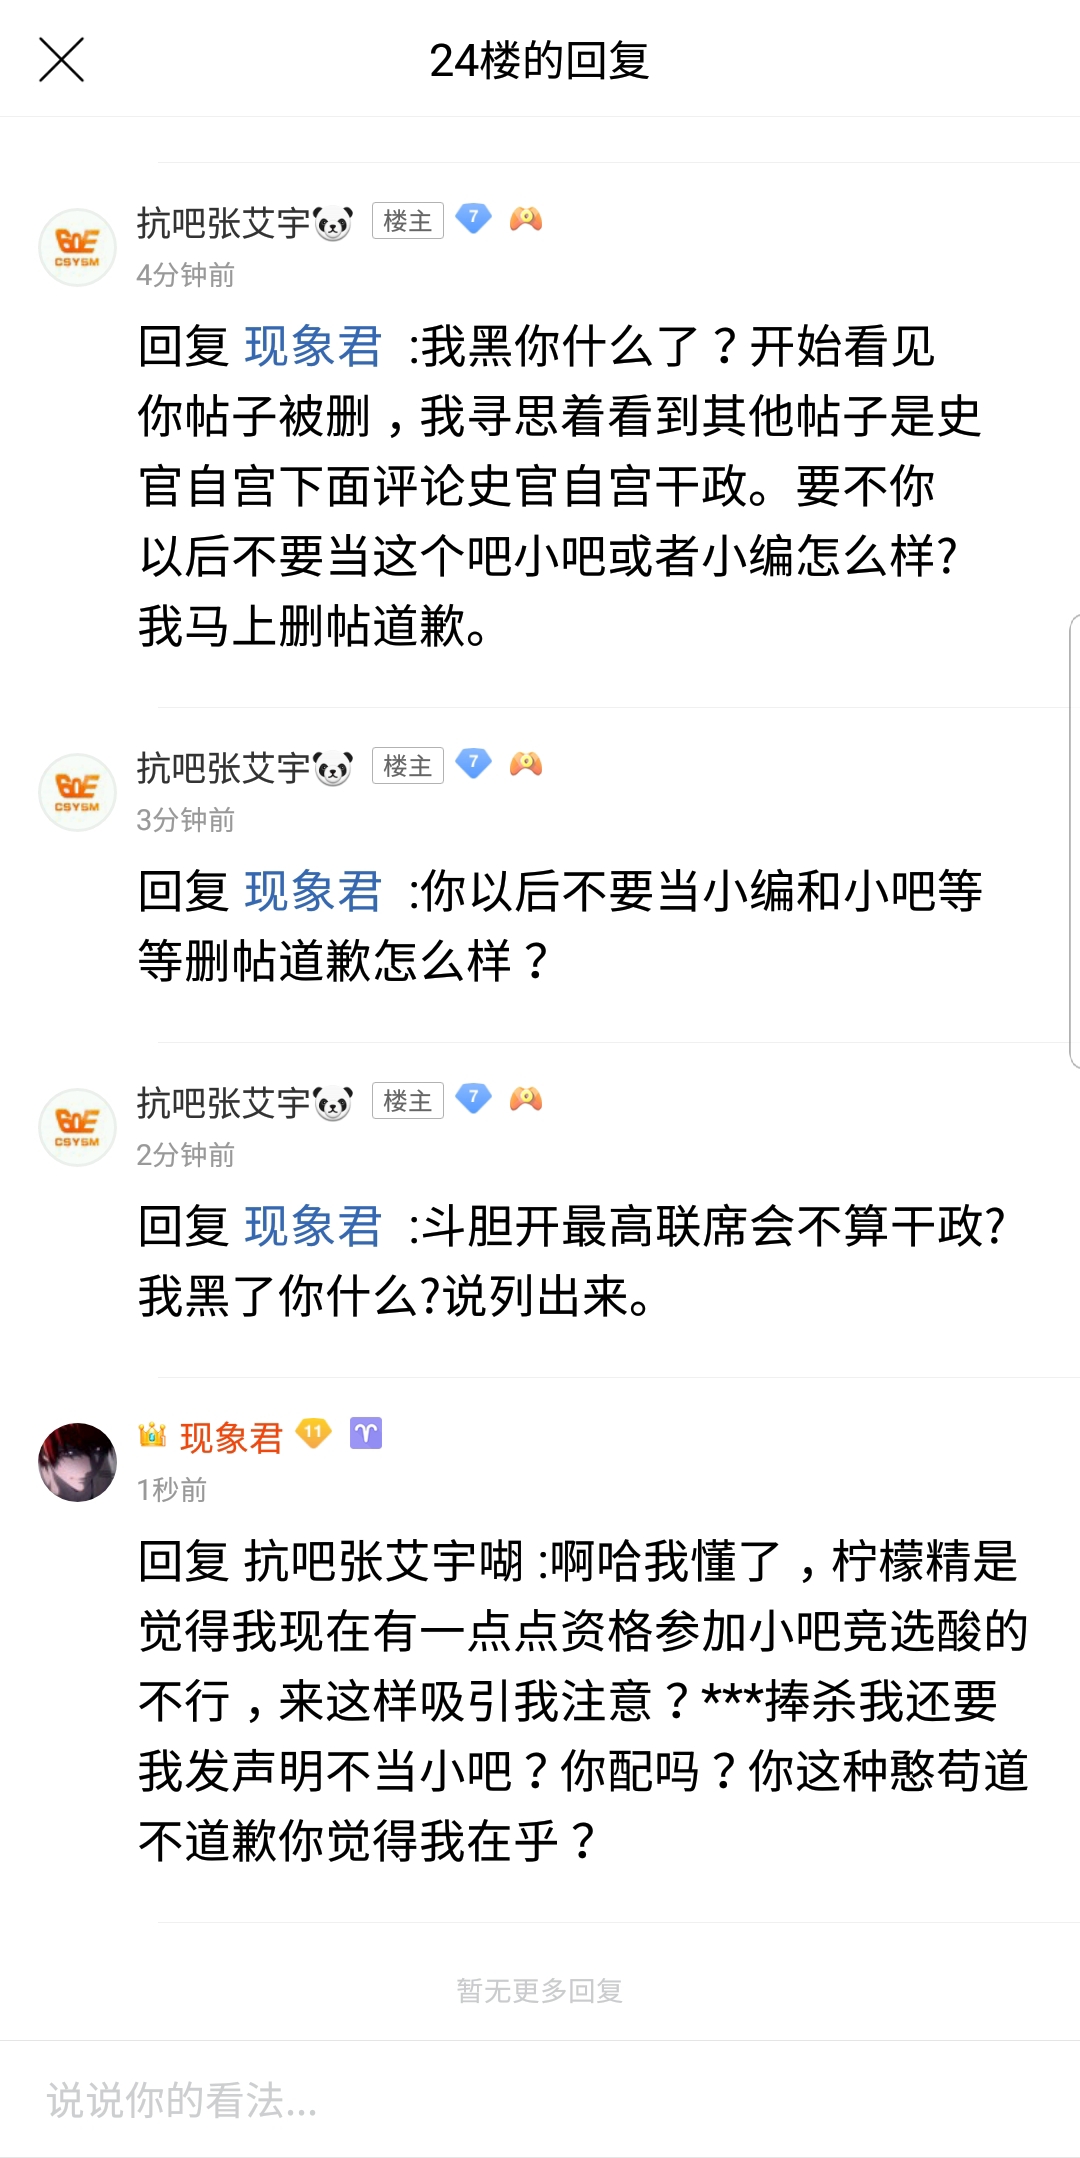 24楼的回复
抗吧张艾宇🐼 楼主 7
4分钟前
回复 现象君 :我黑你什么了？开始看见
你帖子被删，我寻思着看到其他帖子是史
官自宫下面评论史官自宫干政。要不你
以后不要当这个吧小吧或者小编怎么样?
我马上删帖道歉。
抗吧张艾宇🐼 楼主 7
3分钟前
回复 现象君 :你以后不要当小编和小吧等
等删帖道歉怎么样？
抗吧张艾宇🐼 楼主 7
2分钟前
回复 现象君 :斗胆开最高联席会不算干政?
我黑了你什么?说列出来。
现象君 11
1秒前
回复 抗吧张艾宇㗅 :啊哈我懂了，柠檬精是
觉得我现在有一点点资格参加小吧竞选酸的
不行，来这样吸引我注意？***捧杀我还要
我发声明不当小吧？你配吗？你这种憨苟道
不道歉你觉得我在乎？
暂无更多回复
说说你的看法...